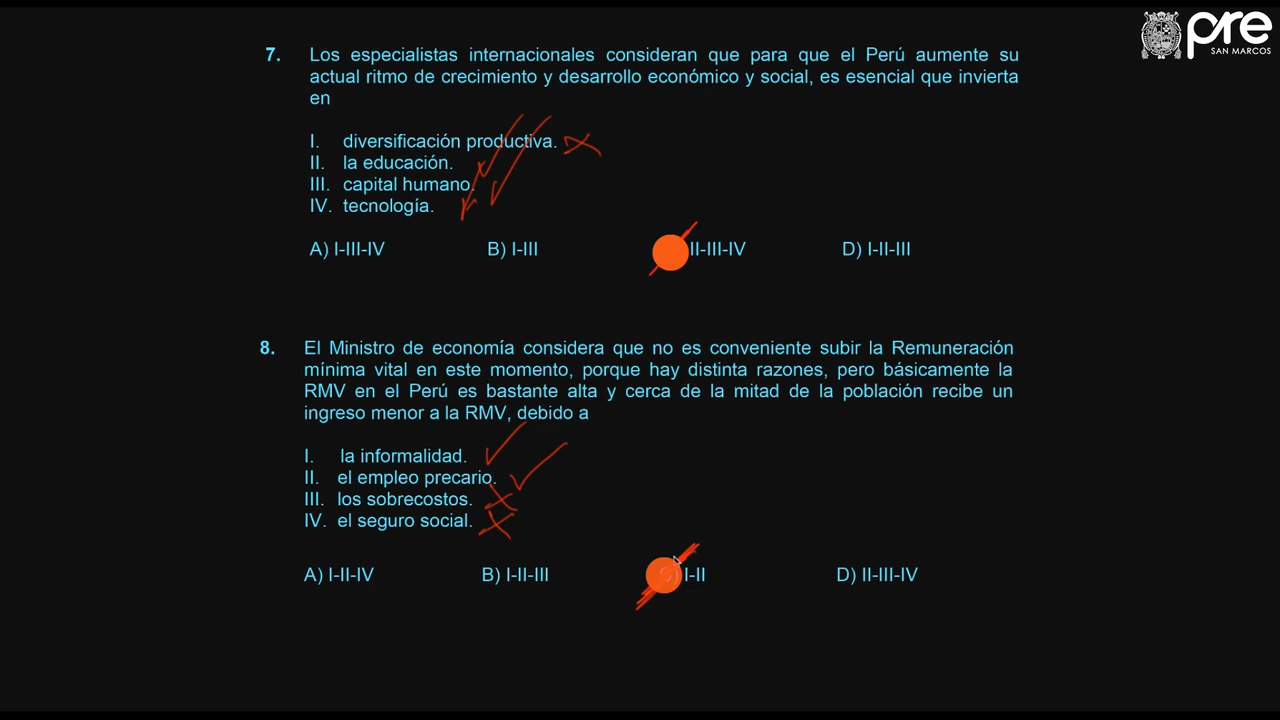 pre
SAN MARCOS
7. Los especialistas internacionales consideran que para que el Perú aumente su
actual ritmo de crecimiento y desarrollo económico y social, es esencial que invierta
en
I. diversificación productiva.
II. la educación.
III. capital humano.
IV. tecnología.
A) I-III-IV B) I-III II-III-IV D) I-II-III
8. El Ministro de economía considera que no es conveniente subir la Remuneración
mínima vital en este momento, porque hay distinta razones, pero básicamente la
RMV en el Perú es bastante alta y cerca de la mitad de la población recibe un
ingreso menor a la RMV, debido a
I. la informalidad.
II. el empleo precario.
III. los sobrecostos.
IV. el seguro social.
A) I-II-IV B) I-II-III C) I-II D) II-III-IV